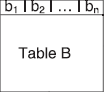 b₁ | b₂ | ... | bₙ
Table B